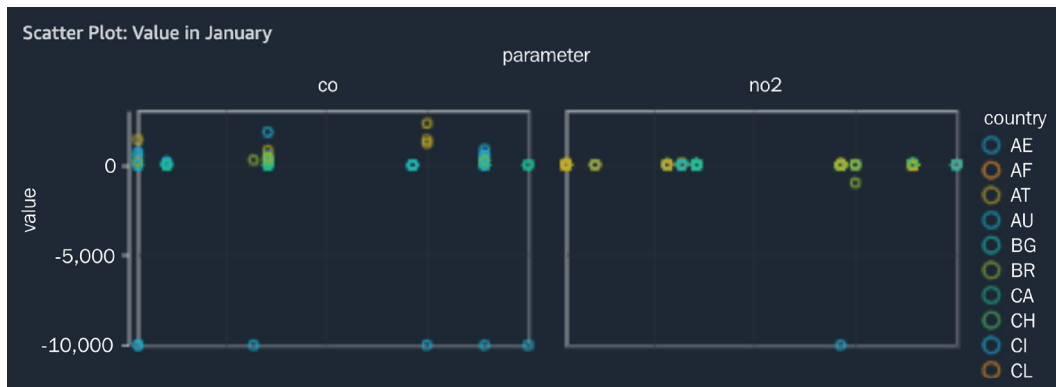 Scatter Plot: Value in January
parameter
co
no2
value
0
-5,000
-10,000
country
AE
AF
AT
AU
BG
BR
CA
CH
CI
CL